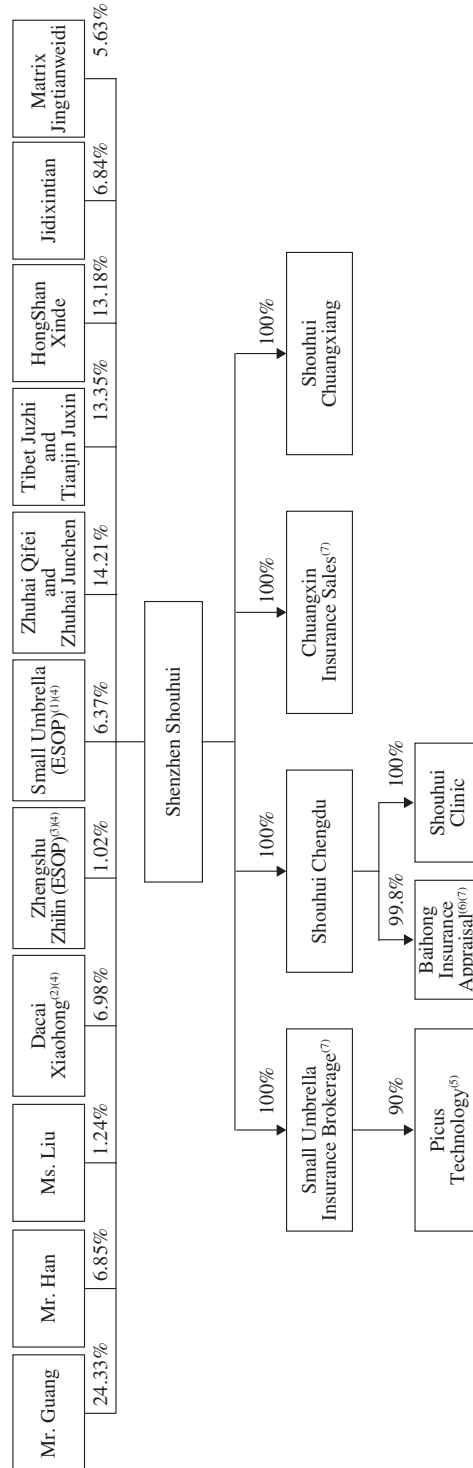 Mr. Guang
24.33%
Mr. Han
6.85%
Ms. Liu
1.24%
Dacai
Xiaohong(2)(4)
6.98%
Zhengshu
Zhilin (ESOP)(3)(4)
1.02%
Small Umbrella
(ESOP)(1)(4)
6.37%
Zhuhai Qifei
and
Zhuhai Junchen
14.21%
Tibet Juzhi
and
Tianjin Juxin
13.35%
HongShan
Xinde
13.18%
Jidixintian
6.84%
Matrix
Jingtianweidi
5.63%
Shenzhen Shouhui
100%
Small Umbrella
Insurance Brokerage(7)
100%
Shouhui Chengdu
100%
Chuangxin
Insurance Sales(7)
100%
Shouhui
Chuangxiang
90%
Picus
Technology(5)
99.8%
Baihong
Insurance
Appraisal(6)(7)
100%
Shouhui
Clinic